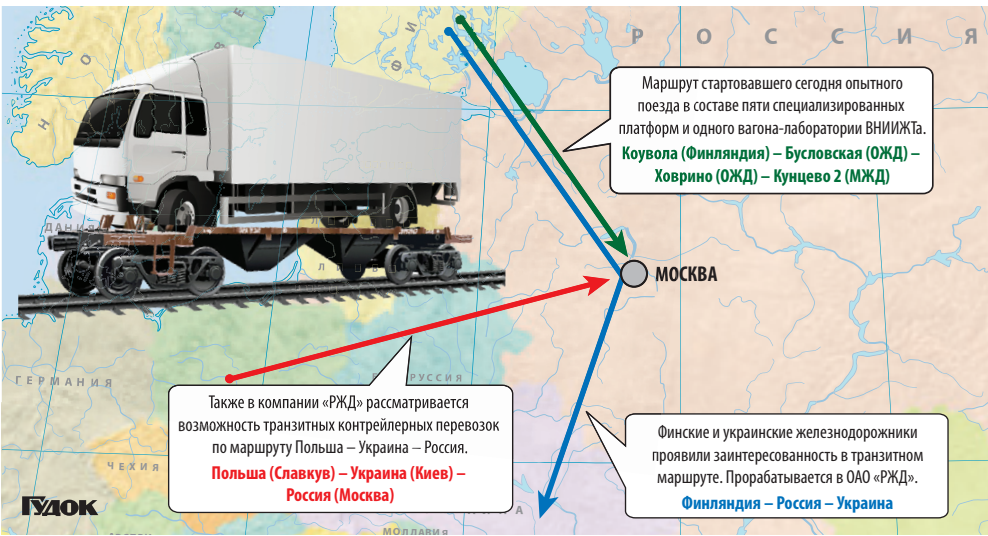 РОССИЯ
Маршрут стартовавшего сегодня опытного
поезда в составе пяти специализированных
платформ и одного вагона-лаборатории ВНИИЖТа.
Коувола (Финляндия) – Бусловская (ОЖД) –
Ховрино (ОЖД) – Кунцево 2 (МЖД)
ДАНИЯ
МОСКВА
ГЕРМАНИЯ
Также в компании «РЖД» рассматривается
возможность транзитных контрейлерных перевозок
по маршруту Польша – Украина – Россия.
Польша (Славкув) – Украина (Киев) –
Россия (Москва)
Финские и украинские железнодорожники
проявили заинтересованность в транзитном
маршруте. Прорабатывается в ОАО «РЖД».
Финляндия – Россия – Украина
ЧЕХИЯ
ГУДОК
МОЛДАВИЯ